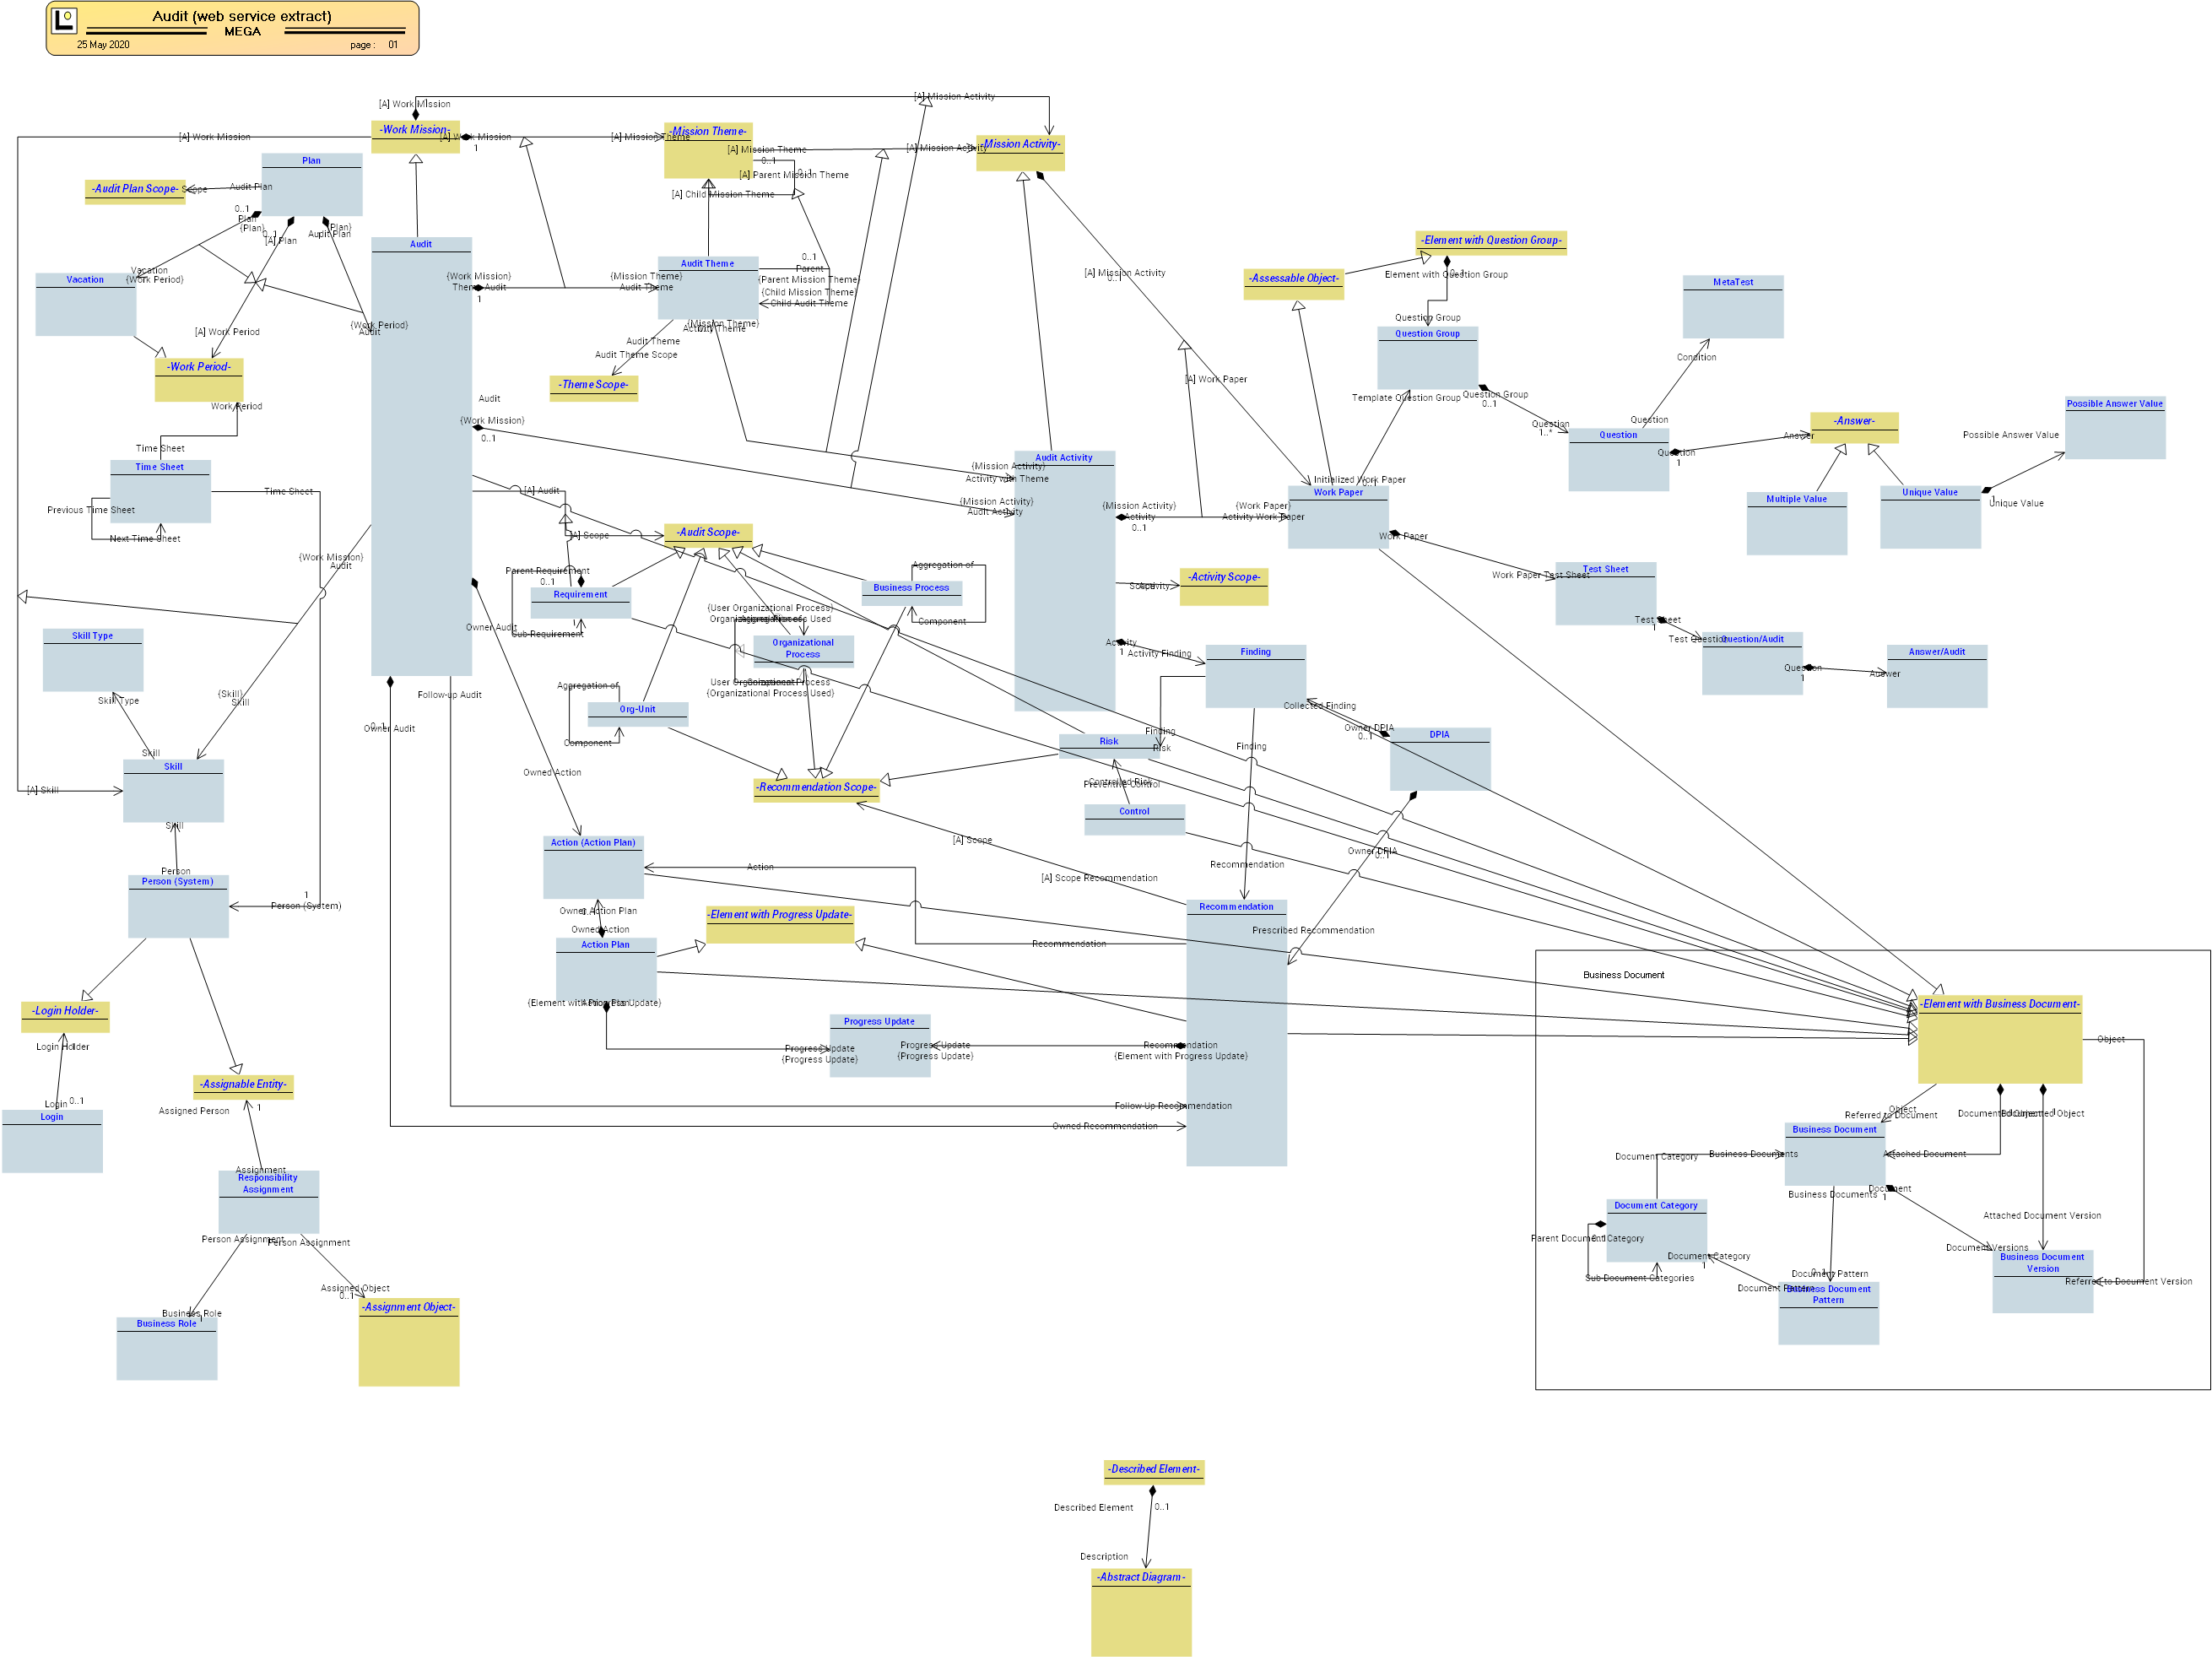 Audit (web service extract)
MEGA
25 May 2020
page : 01
[A] Work Mission
[A] Mission Activity
-Work Mission-
[A] Work Mission
[A] Work Mission
1
[A] Mission Theme
-Mission Theme-
[A] Mission Theme
0..1
[A] Mission Activity
-Mission Activity-
[A] Parent Mission Theme
0..1
[A] Child Mission Theme
Plan
-Audit Plan Scope-
Scope
Audit Plan
0..1
Plan
{Plan}
0..1
[A] Plan
{Plan}
Audit Plan
1
Vacation
Vacation
{Work Period}
[A] Work Period
{Work Period}
Audit
-Work Period-
Work Period
Audit
{Work Mission}
Theme Audit
1
{Mission Theme}
Audit Theme
Audit Theme
0..1
Parent
{Parent Mission Theme}
{Child Mission Theme}
Child Audit Theme
{Mission Theme}
Activity Theme
Audit Theme
Audit Theme Scope
-Theme Scope-
[A] Mission Activity
0..1
[A] Work Paper
-Element with Question Group-
-Assessable Object-
Element with Question Group
0..1
Question Group
Question Group
Template Question Group
Question Group
0..1
MetaTest
Condition
Question
Question
1..*
Question
Question
1
Answer
-Answer-
Possible Answer Value
Possible Answer Value
Multiple Value
Unique Value
1
Unique Value
Initialized Work Paper
0..1
Work Paper
Time Sheet
Time Sheet
Time Sheet
Previous Time Sheet
Next Time Sheet
Audit
{Work Mission}
0..1
[A] Audit
[A] Scope
-Audit Scope-
Audit Activity
{Mission Activity}
Activity with Theme
{Mission Activity}
Audit Activity
{Mission Activity}
Activity
0..1
{Work Paper}
Activity Work Paper
Work Paper
Work Paper Test Sheet
Test Sheet
Test Sheet
1
Test Question
Question/Audit
Question
1
Answer
Answer/Audit
Scope
Activity
-Activity Scope-
Activity
1
Activity Finding
Finding
{Work Mission}
Audit
Parent Requirement
0..1
Requirement
1
Sub-Requirement
Aggregation of
Business Process
Component
{User Organizational Process}
Organizational Process Used
Aggregation of
Organizational
Process
User Organizational Process
Component
{Organizational Process Used}
Owner Audit
Skill Type
Skill Type
{Skill}
Skill
Skill
Skill
[A] Skill
Skill
Person
Person (System)
1
Person (System)
0..1
Owner Audit
Follow-up Audit
Aggregation of
Org-Unit
Component
Owned Action
-Recommendation Scope-
Collected Finding
Owner DPIA
0..1
DPIA
Finding
Risk
Risk
Finding
Controlled Risk
Preventive Control
Control
Owner DPIA
0..1
[A] Scope
[A] Scope Recommendation
Recommendation
Recommendation
Prescribed Recommendation
Action (Action Plan)
Action
Owner Action Plan
0..1
Owned Action
Action Plan
-Element with Progress Update-
Recommendation
{Element with Progress Update}
Action Plan
Progress Update
{Progress Update}
Progress Update
Progress Update
{Progress Update}
Recommendation
{Element with Progress Update}
Follow-Up Recommendation
Owned Recommendation
-Login Holder-
Login Holder
1
Login
0..1
Login
-Assignable Entity-
Assigned Person
1
Assignment
Responsibility
Assignment
Person Assignment
Person Assignment
Business Role
1
Business Role
Assigned Object
0..1
-Assignment Object-
Business Document
-Element with Business Document-
Object
Object
Referred to Document
Documented Object
1
Documented Object
Business Document
Attached Document
Document Category
Business Documents
Business Documents
Document
1
Attached Document Version
Document Versions
Document Category
Parent Document Category
0..1
Sub-Document Categories
Document Category
1
Document Pattern
Document Pattern
0..1
Business Document
Pattern
Business Document
Version
Referred to Document Version
-Described Element-
Described Element
0..1
Description
-Abstract Diagram-